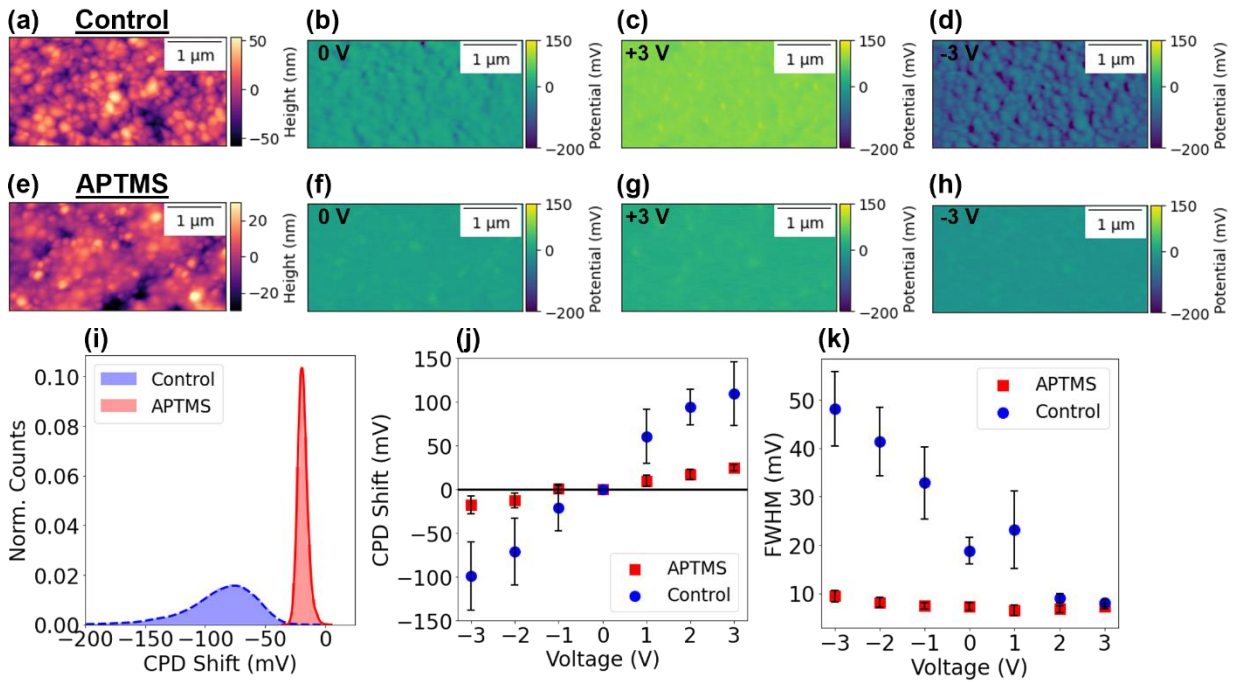 (a) Control
1 μm
50
0
−50
Height (nm)
(b)
0 V
1 μm
150
0
−200
Potential (mV)
(c)
+3 V
1 μm
150
0
−200
Potential (mV)
(d)
-3 V
1 μm
150
0
−200
Potential (mV)
(e) APTMS
1 μm
20
0
−20
Height (nm)
(f)
0 V
1 μm
150
0
−200
Potential (mV)
(g)
+3 V
1 μm
150
0
−200
Potential (mV)
(h)
-3 V
1 μm
150
0
−200
Potential (mV)
(i)
Control
APTMS
0.10
0.08
0.06
0.04
0.02
0.00
Norm. Counts
−200 −100 −50 0
CPD Shift (mV)
(j)
150
100
50
0
−50
−100
−150
CPD Shift (mV)
APTMS
Control
−3 −2 −1 0 1 2 3
Voltage (V)
(k)
APTMS
Control
50
40
30
20
10
FWHM (mV)
−3 −2 −1 0 1 2 3
Voltage (V)